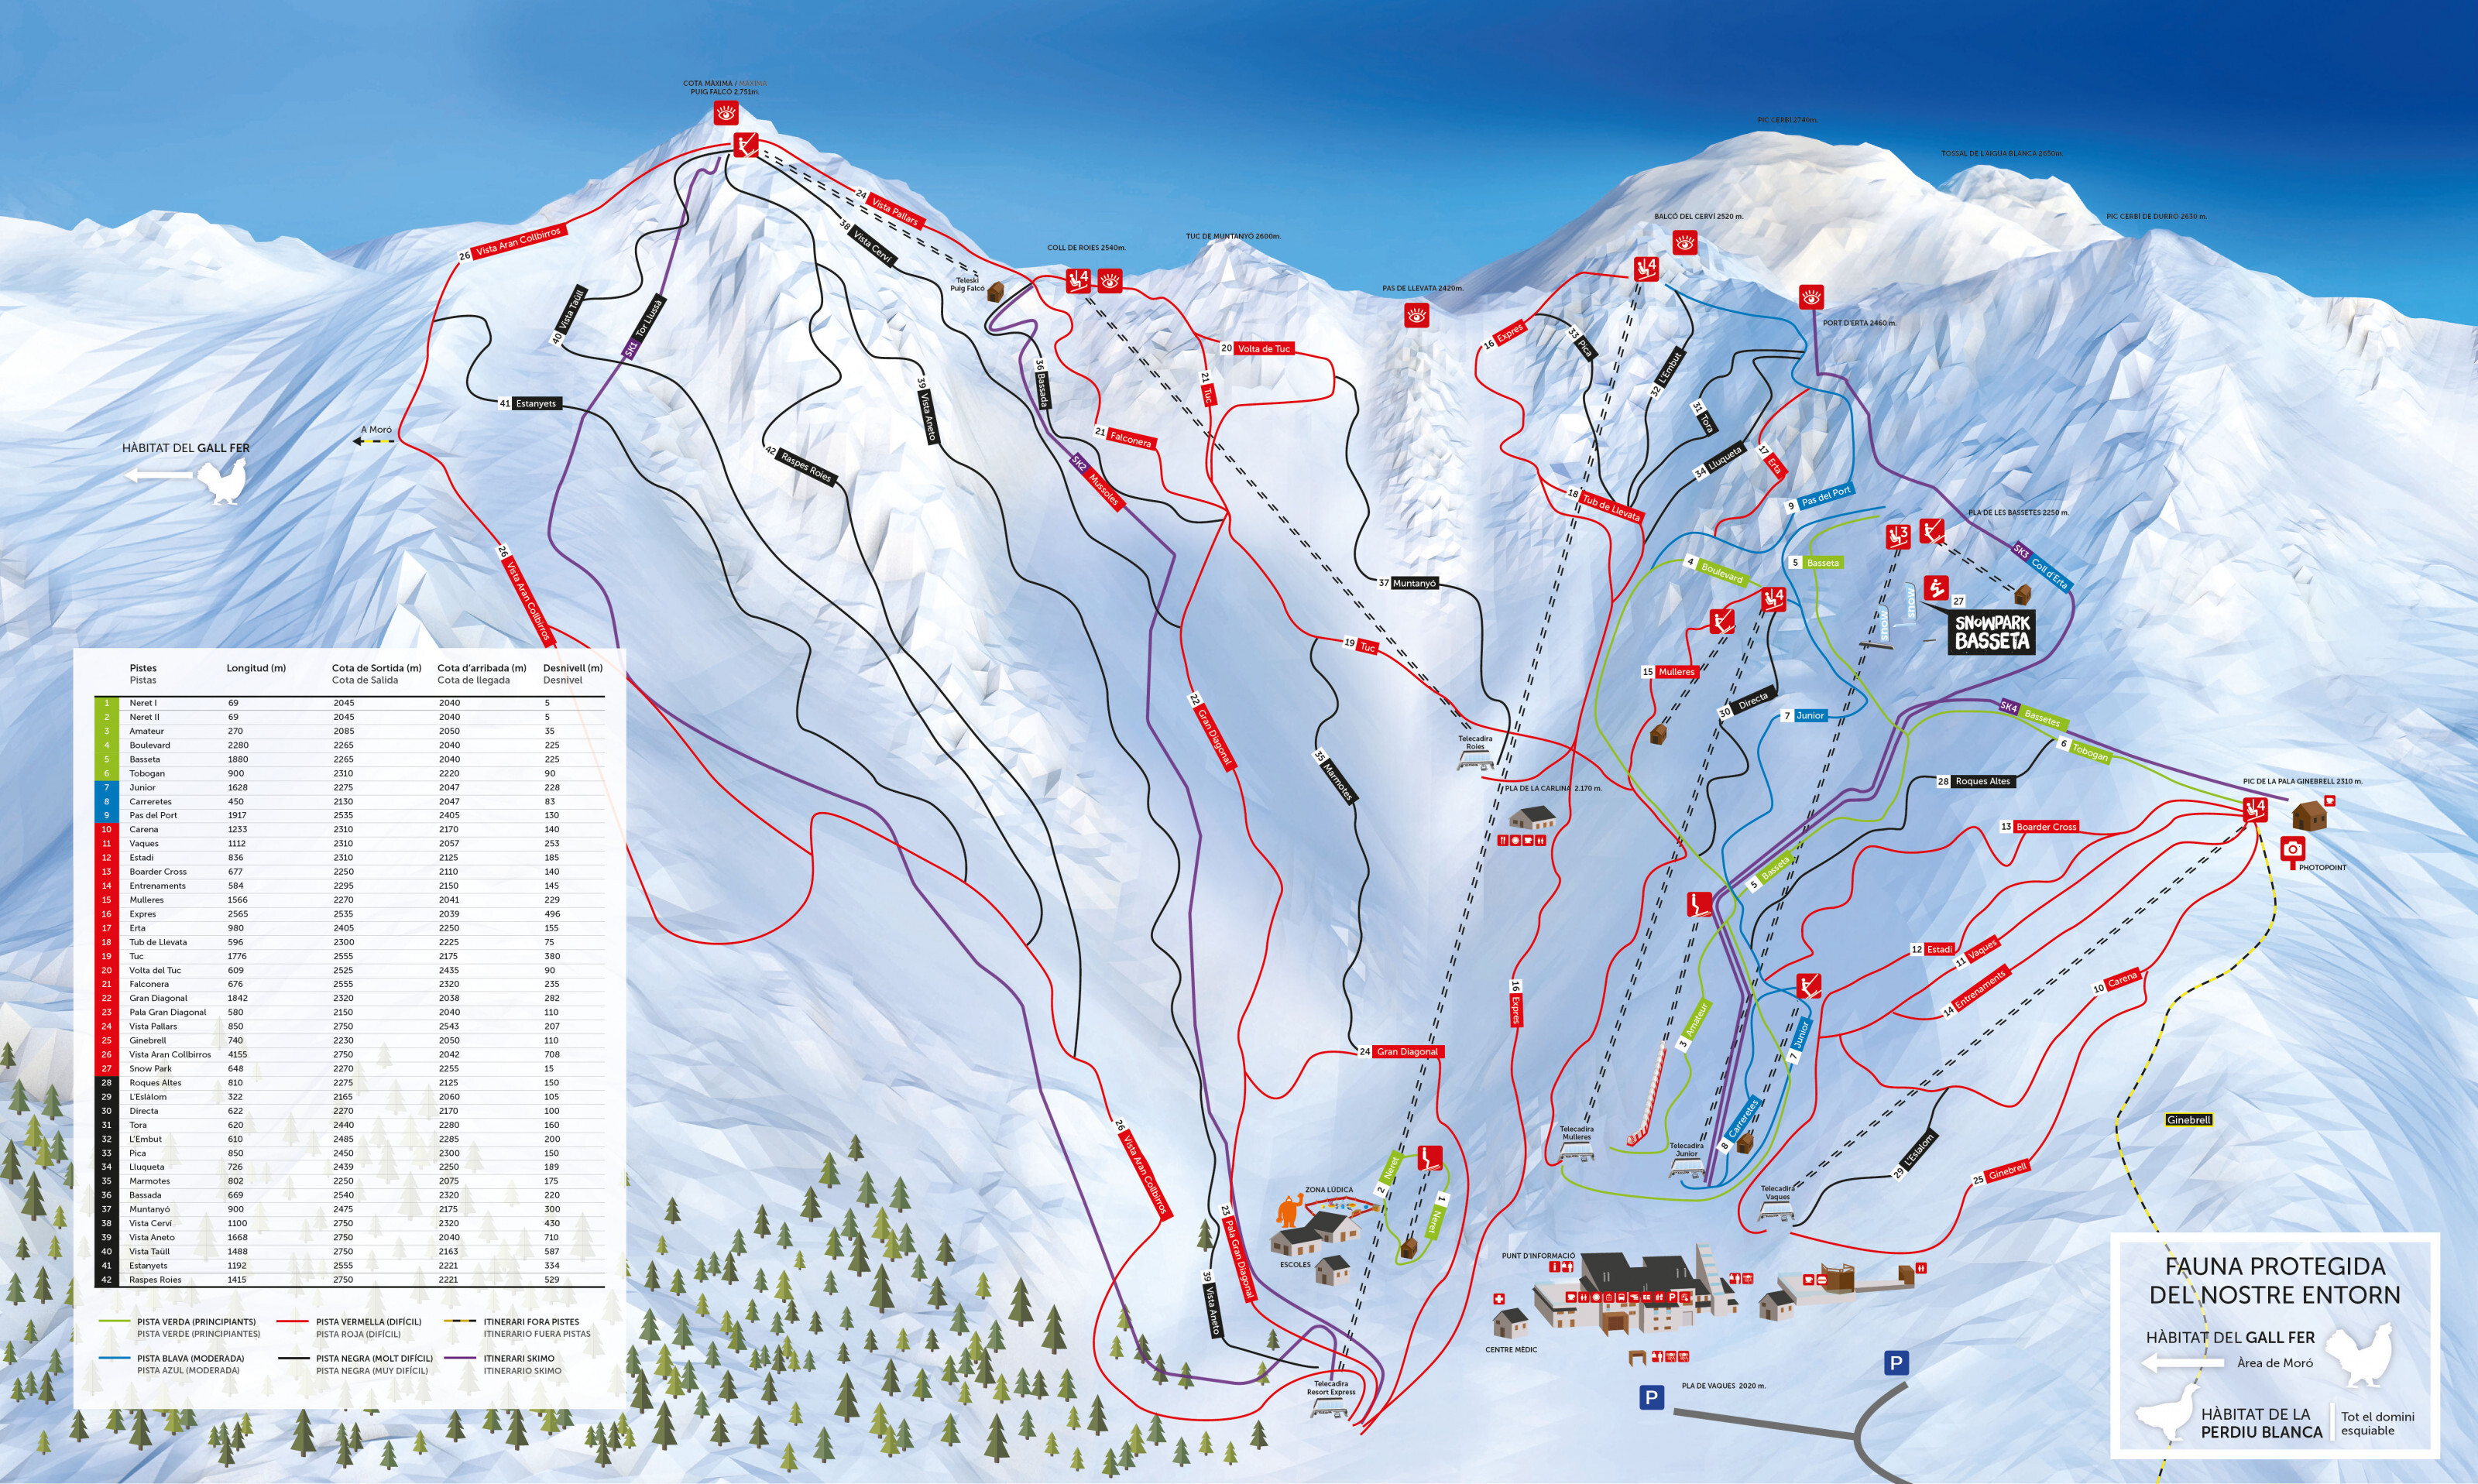 COTA MÀXIMA / MÁXIMA
PUIG FALCÓ 2.751m.
PIC CERBI 2740m.
TOSSAL DE L'AIGUA BLANCA 2650m.
BALCÓ DEL CERVÍ 2520 m.
PIC CERBÍ DE DURRO 2630 m.
TUC DE MUNTANYÓ 2600m.
COLL DE ROIES 2540m.
PAS DE LLEVATA 2420m.
PORT D'ERTA 2460 m.
24 Vista Pallars
38 Vista Cerví
26 Vista Aran Collbirros
Teleski
Puig Falcó
40 Vista Taüll
SK1 Tor Llussà
36 Bassada
39 Vista Aneto
41 Estanyets
42 Raspes Roies
20 Volta de Tuc
21 Tuc
21 Falconera
SK2 Mussoles
16 Expres
33 Pica
32 L'Embut
31 Tora
34 Lluqueta
17 Erta
18 Tub de Llevata
9 Pas del Port
A Moró
HÀBITAT DEL GALL FER
PLA DE LES BASSETES 2250 m.
SK3 Coll d'Erta
4 Boulevard
5 Basseta
4
4
4
3
4
snow
snow
27
SNOWPARK
BASSETA
26 Vista Aran Collbirros
37 Muntanyó
19 Tuc
15 Mulleres
30 Directa
7 Junior
SK4 Bassetes
6 Tobogan
28 Roques Altes
22 Gran Diagonal
35 Marmotes
Telecadira
Roies
PLA DE LA CARLINA 2.170 m.
PIC DE LA PALA GINEBRELL 2310 m.
PHOTOPOINT
13 Boarder Cross
5 Basseta
12 Estadi
11 Vaques
14 Entrenaments
10 Carena
16 Expres
3 Amateur
7 Junior
8 Carreretes
24 Gran Diagonal
Ginebrell
29 L'Eslalom
25 Ginebrell
Telecadira
Mulleres
Telecadira
Junior
Telecadira
Vaques
26 Vista Aran Collbirros
2 Neret
1 Neret
ZONA LÚDICA
ESCOLES
23 Pala Gran Diagonal
39 Vista Aneto
PUNT D'INFORMACIÓ
CENTRE MÈDIC
Telecadira
Resort Express
P
P
PLA DE VAQUES 2020 m.
Pistes Longitud (m) Cota de Sortida (m) Cota d'arribada (m) Desnivell (m)
Pistas Cota de Salida Cota de llegada Desnivel
1 Neret I 69 2045 2040 5
2 Neret II 69 2045 2040 5
3 Amateur 270 2085 2050 35
4 Boulevard 2280 2265 2040 225
5 Basseta 1880 2265 2040 225
6 Tobogan 900 2310 2220 90
7 Junior 1628 2275 2047 228
8 Carreretes 450 2130 2047 83
9 Pas del Port 1917 2535 2405 130
10 Carena 1233 2310 2170 140
11 Vaques 1112 2310 2057 253
12 Estadi 836 2310 2125 185
13 Boarder Cross 677 2250 2110 140
14 Entrenaments 584 2295 2150 145
15 Mulleres 1566 2270 2041 229
16 Expres 2565 2535 2039 496
17 Erta 980 2405 2250 155
18 Tub de Llevata 596 2300 2225 75
19 Tuc 1776 2555 2175 380
20 Volta del Tuc 609 2525 2435 90
21 Falconera 676 2555 2320 235
22 Gran Diagonal 1842 2320 2038 282
23 Pala Gran Diagonal 580 2150 2040 110
24 Vista Pallars 850 2750 2543 207
25 Ginebrell 740 2230 2050 110
26 Vista Aran Collbirros 4155 2750 2042 708
27 Snow Park 648 2270 2255 15
28 Roques Altes 810 2275 2125 150
29 L'Eslàlom 322 2165 2060 105
30 Directa 622 2270 2170 100
31 Tora 620 2440 2280 160
32 L'Embut 610 2485 2285 200
33 Pica 850 2450 2300 150
34 Lluqueta 726 2439 2250 189
35 Marmotes 802 2250 2075 175
36 Bassada 669 2540 2320 220
37 Muntanyó 900 2475 2175 300
38 Vista Cerví 1100 2750 2320 430
39 Vista Aneto 1668 2750 2040 710
40 Vista Taüll 1488 2750 2163 587
41 Estanyets 1192 2555 2221 334
42 Raspes Roies 1415 2750 2221 529
PISTA VERDA (PRINCIPIANTS) PISTA VERMELLA (DIFÍCIL) ITINERARI FORA PISTES
PISTA VERDE (PRINCIPIANTES) PISTA ROJA (DIFÍCIL) ITINERARIO FUERA PISTAS
PISTA BLAVA (MODERADA) PISTA NEGRA (MOLT DIFÍCIL) ITINERARI SKIMO
PISTA AZUL (MODERADA) PISTA NEGRA (MUY DIFÍCIL) ITINERARIO SKIMO
FAUNA PROTEGIDA
DEL NOSTRE ENTORN
HÀBITAT DEL GALL FER
Àrea de Moró
HÀBITAT DE LA
PERDIU BLANCA
Tot el domini
esquiable